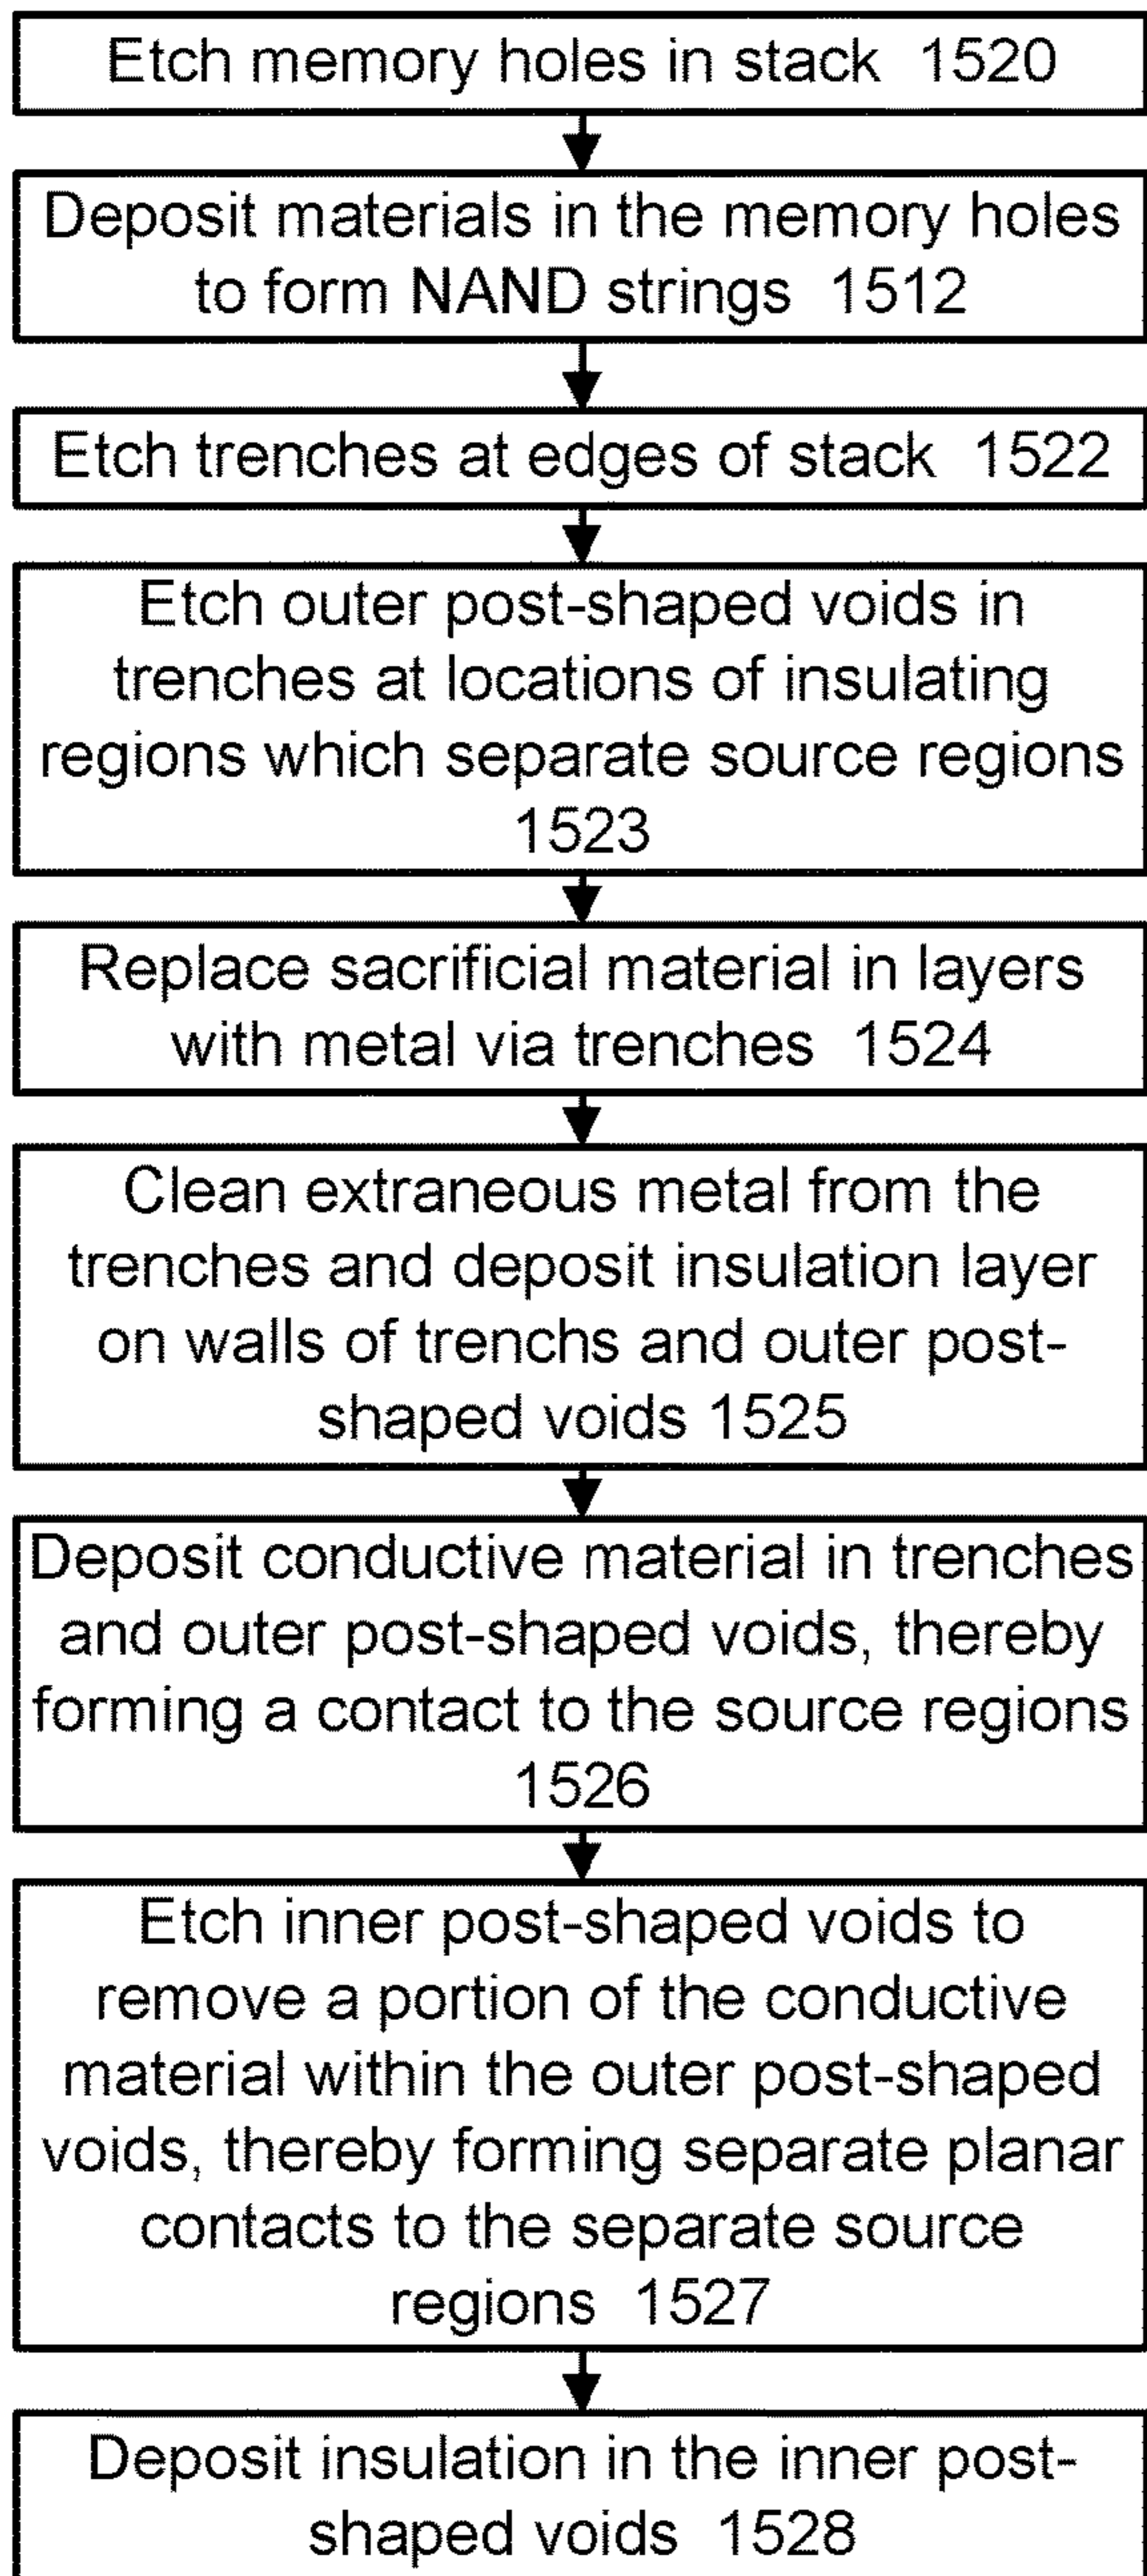 Etch memory holes in stack 1520
Deposit materials in the memory holes
to form NAND strings 1512
Etch trenches at edges of stack 1522
Etch outer post-shaped voids in
trenches at locations of insulating
regions which separate source regions
1523
Replace sacrificial material in layers
with metal via trenches 1524
Clean extraneous metal from the
trenches and deposit insulation layer
on walls of trenchs and outer post-
shaped voids 1525
Deposit conductive material in trenches
and outer post-shaped voids, thereby
forming a contact to the source regions
1526
Etch inner post-shaped voids to
remove a portion of the conductive
material within the outer post-shaped
voids, thereby forming separate planar
contacts to the separate source
regions 1527
Deposit insulation in the inner post-
shaped voids 1528